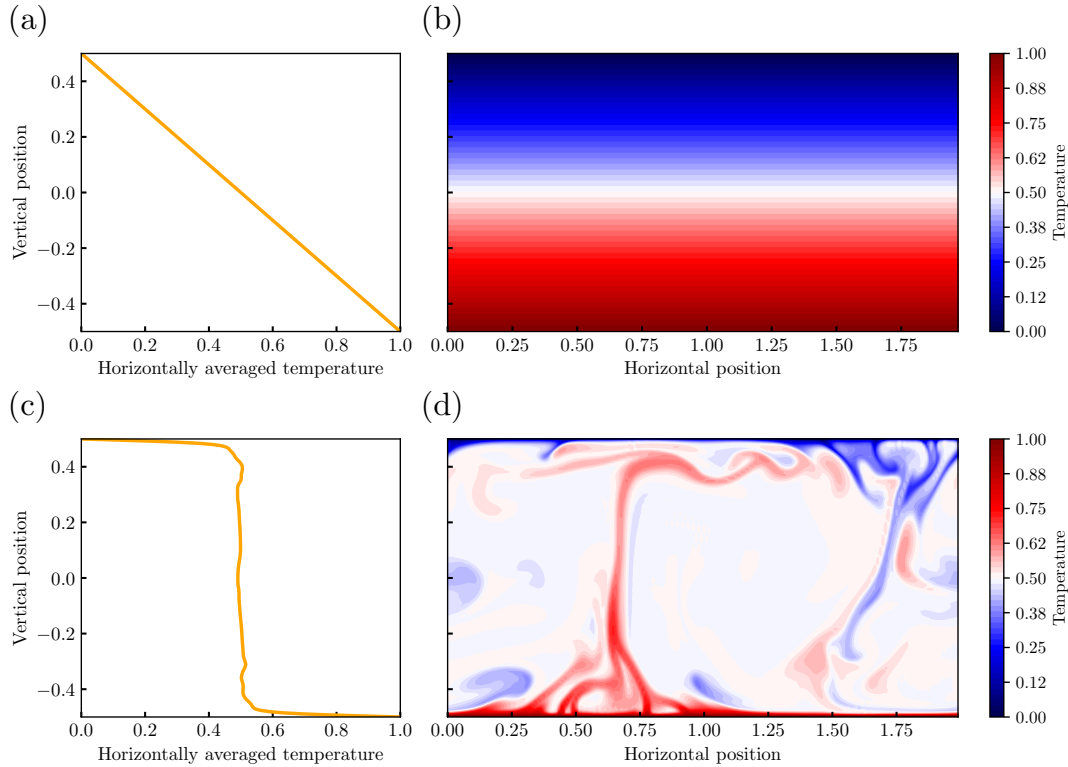 (a)
0.4
0.2
0.0
−0.2
−0.4
Vertical position
0.0 0.2 0.4 0.6 0.8 1.0
Horizontally averaged temperature
(b)
0.00 0.25 0.50 0.75 1.00 1.25 1.50 1.75
Horizontal position
1.00
0.88
0.75
0.62
0.50
0.38
0.25
0.12
0.00
Temperature
(c)
0.4
0.2
0.0
−0.2
−0.4
Vertical position
0.0 0.2 0.4 0.6 0.8 1.0
Horizontally averaged temperature
(d)
0.00 0.25 0.50 0.75 1.00 1.25 1.50 1.75
Horizontal position
1.00
0.88
0.75
0.62
0.50
0.38
0.25
0.12
0.00
Temperature